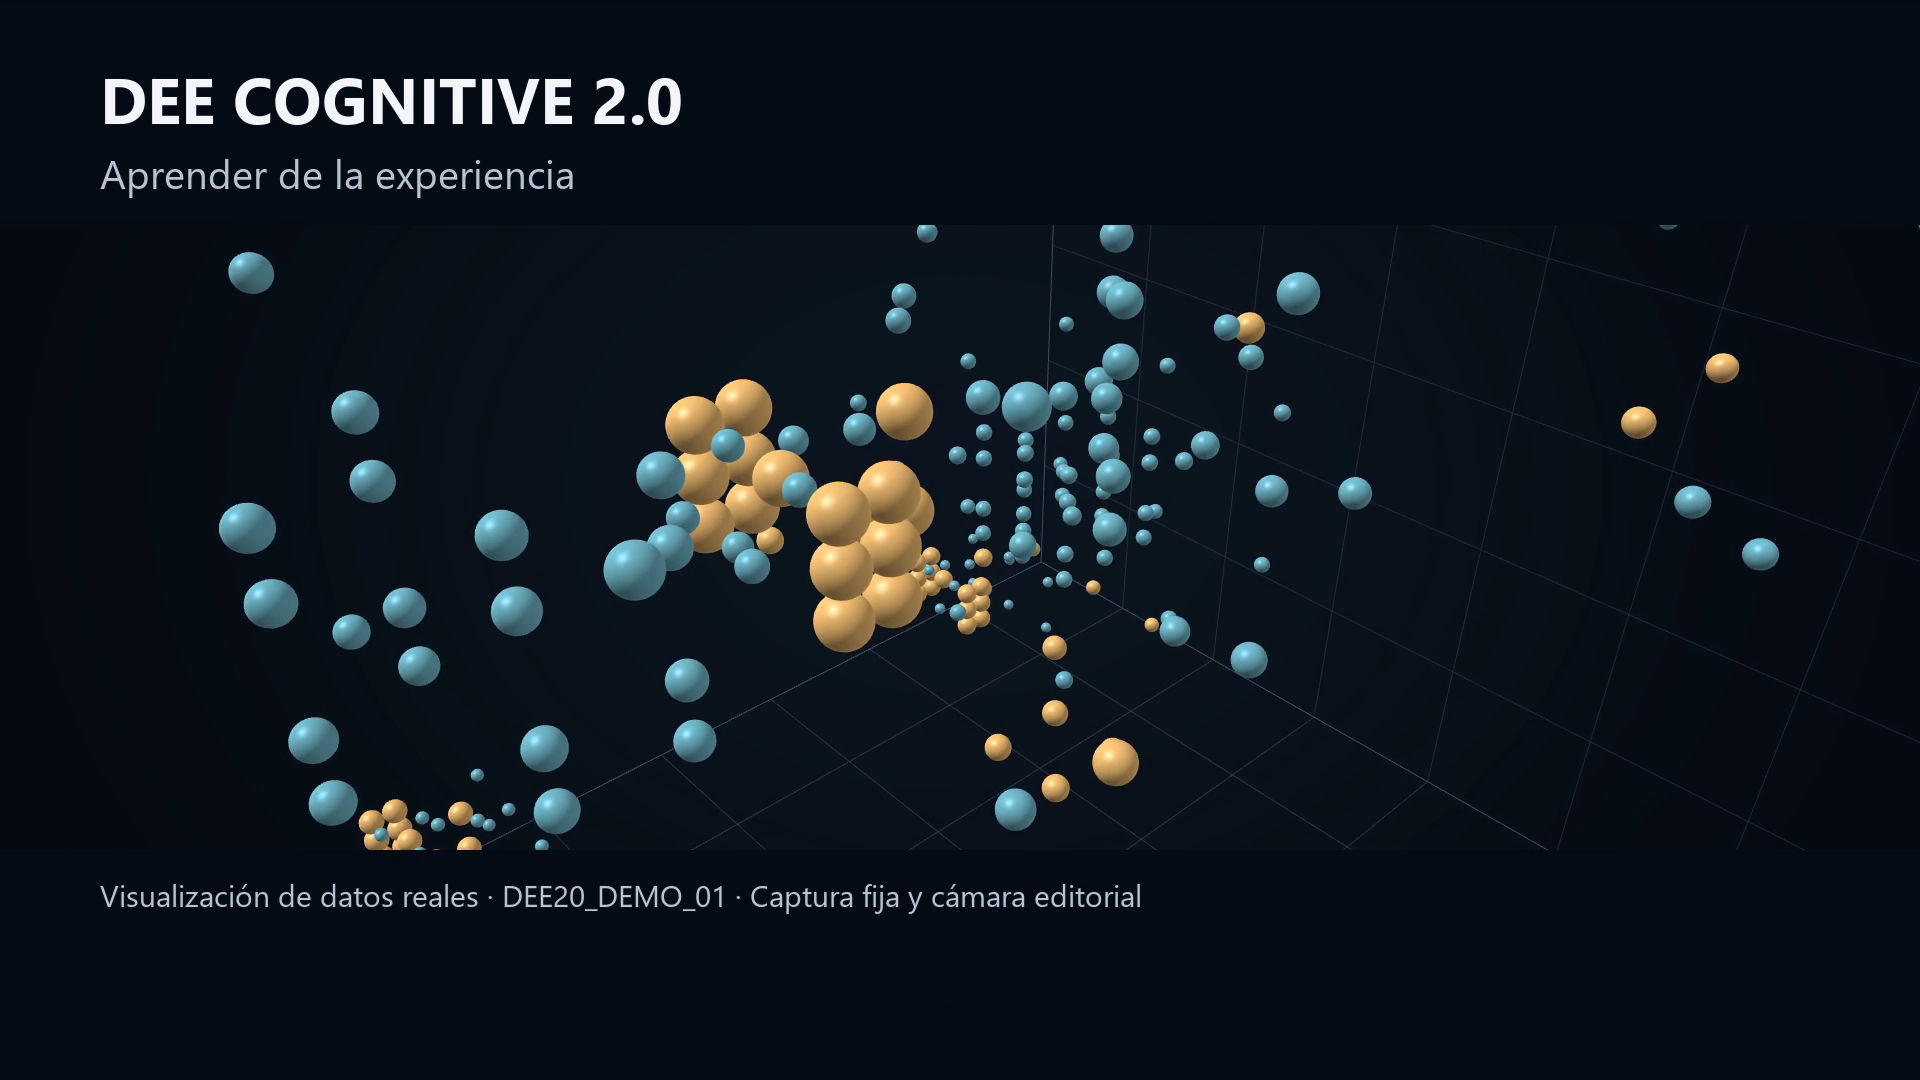 DEE COGNITIVE 2.0
Aprender de la experiencia
Visualización de datos reales · DEE20_DEMO_01 · Captura fija y cámara editorial